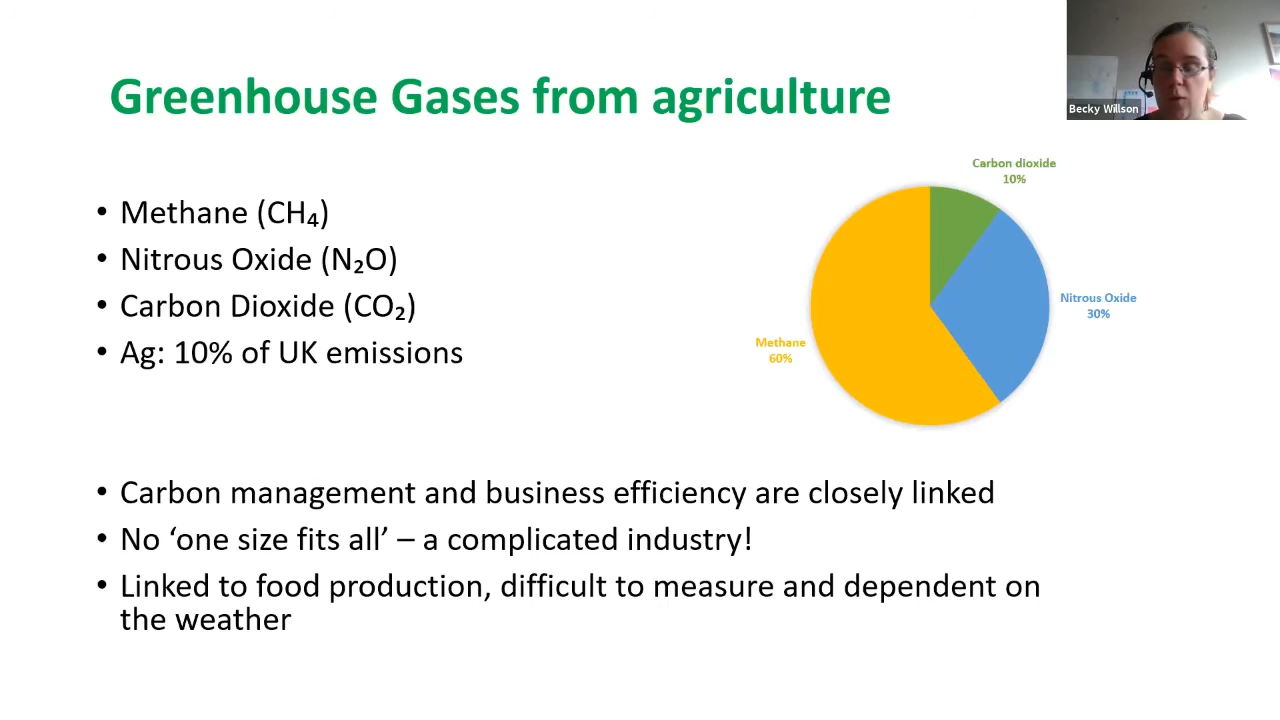 Greenhouse Gases from agriculture
Becky Willson
• Methane (CH₄)
• Nitrous Oxide (N₂O)
• Carbon Dioxide (CO₂)
• Ag: 10% of UK emissions
Carbon dioxide
10%
Nitrous Oxide
30%
Methane
60%
• Carbon management and business efficiency are closely linked
• No ‘one size fits all’ – a complicated industry!
• Linked to food production, difficult to measure and dependent on
the weather